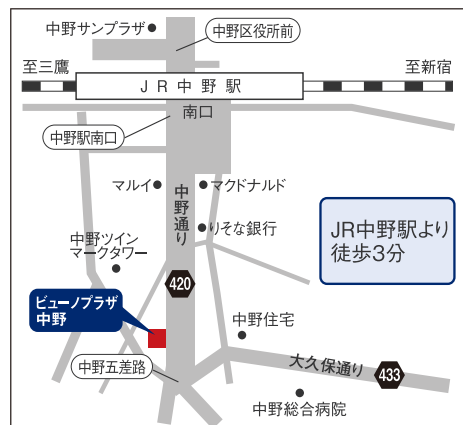 中野サンプラザ
中野区役所前
至三鷹
至新宿
JR中野駅
南口
中野駅南口
中野通り
マルイ
マクドナルド
りそな銀行
JR中野駅より
徒歩3分
中野ツイン
マークタワー
420
ビューノプラザ
中野
中野住宅
中野五差路
大久保通り
433
中野総合病院